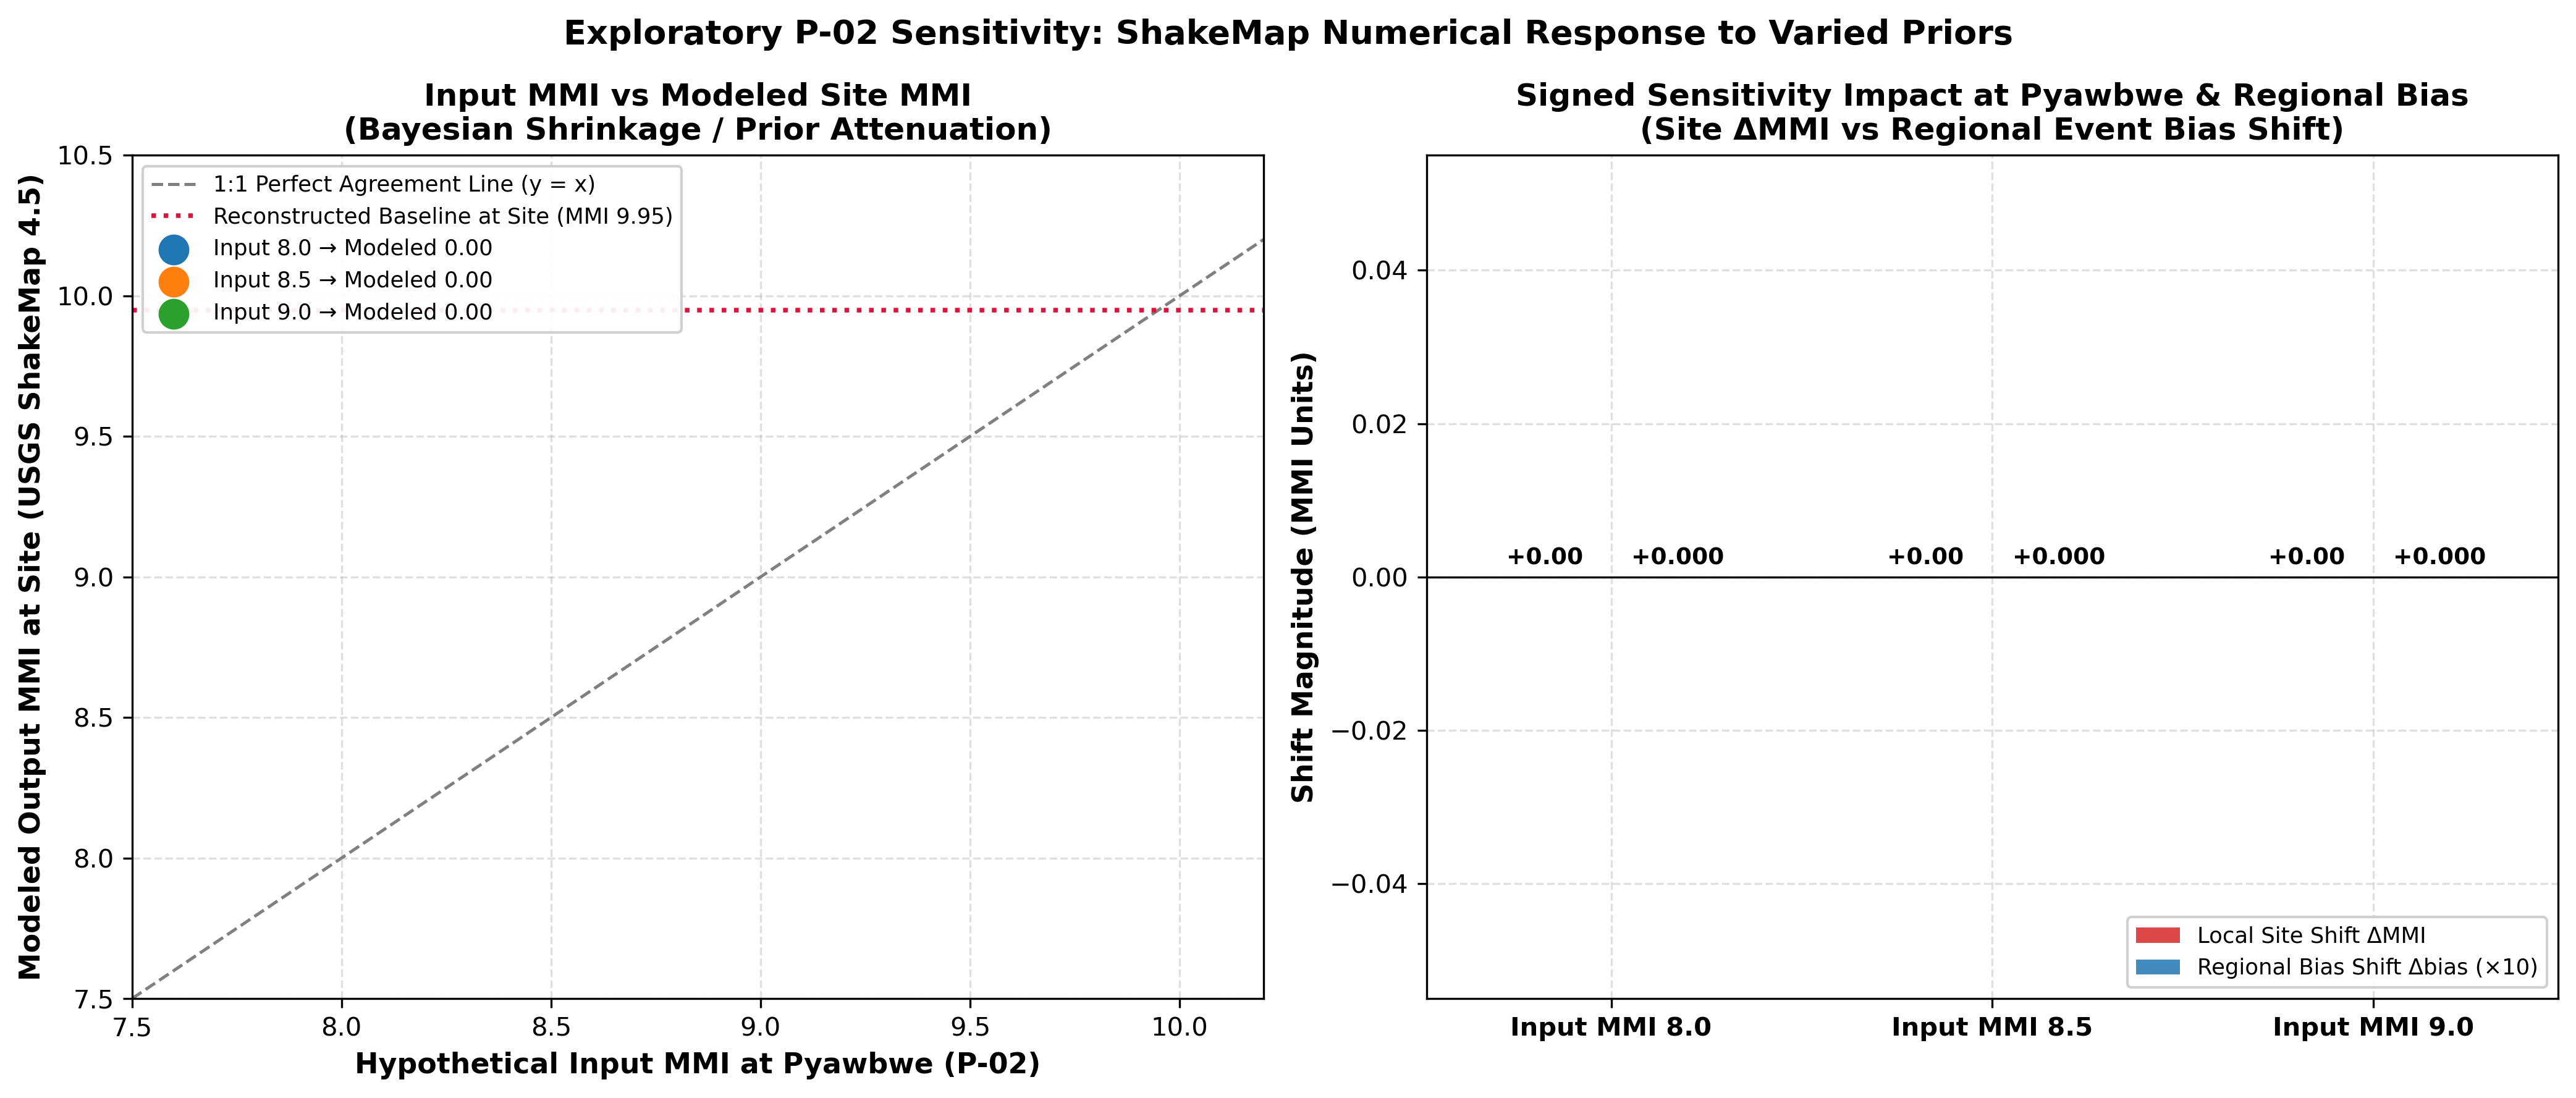 Exploratory P-02 Sensitivity: ShakeMap Numerical Response to Varied Priors
Input MMI vs Modeled Site MMI
(Bayesian Shrinkage / Prior Attenuation)
Modeled Output MMI at Site (USGS ShakeMap 4.5)
10.5
10.0
9.5
9.0
8.5
8.0
7.5
1:1 Perfect Agreement Line (y = x)
Reconstructed Baseline at Site (MMI 9.95)
Input 8.0 → Modeled 0.00
Input 8.5 → Modeled 0.00
Input 9.0 → Modeled 0.00
7.5
8.0
8.5
9.0
9.5
10.0
Hypothetical Input MMI at Pyawbwe (P-02)
Signed Sensitivity Impact at Pyawbwe & Regional Bias
(Site ΔMMI vs Regional Event Bias Shift)
Shift Magnitude (MMI Units)
0.04
0.02
0.00
−0.02
−0.04
+0.00
+0.000
+0.00
+0.000
+0.00
+0.000
Local Site Shift ΔMMI
Regional Bias Shift Δbias (×10)
Input MMI 8.0
Input MMI 8.5
Input MMI 9.0